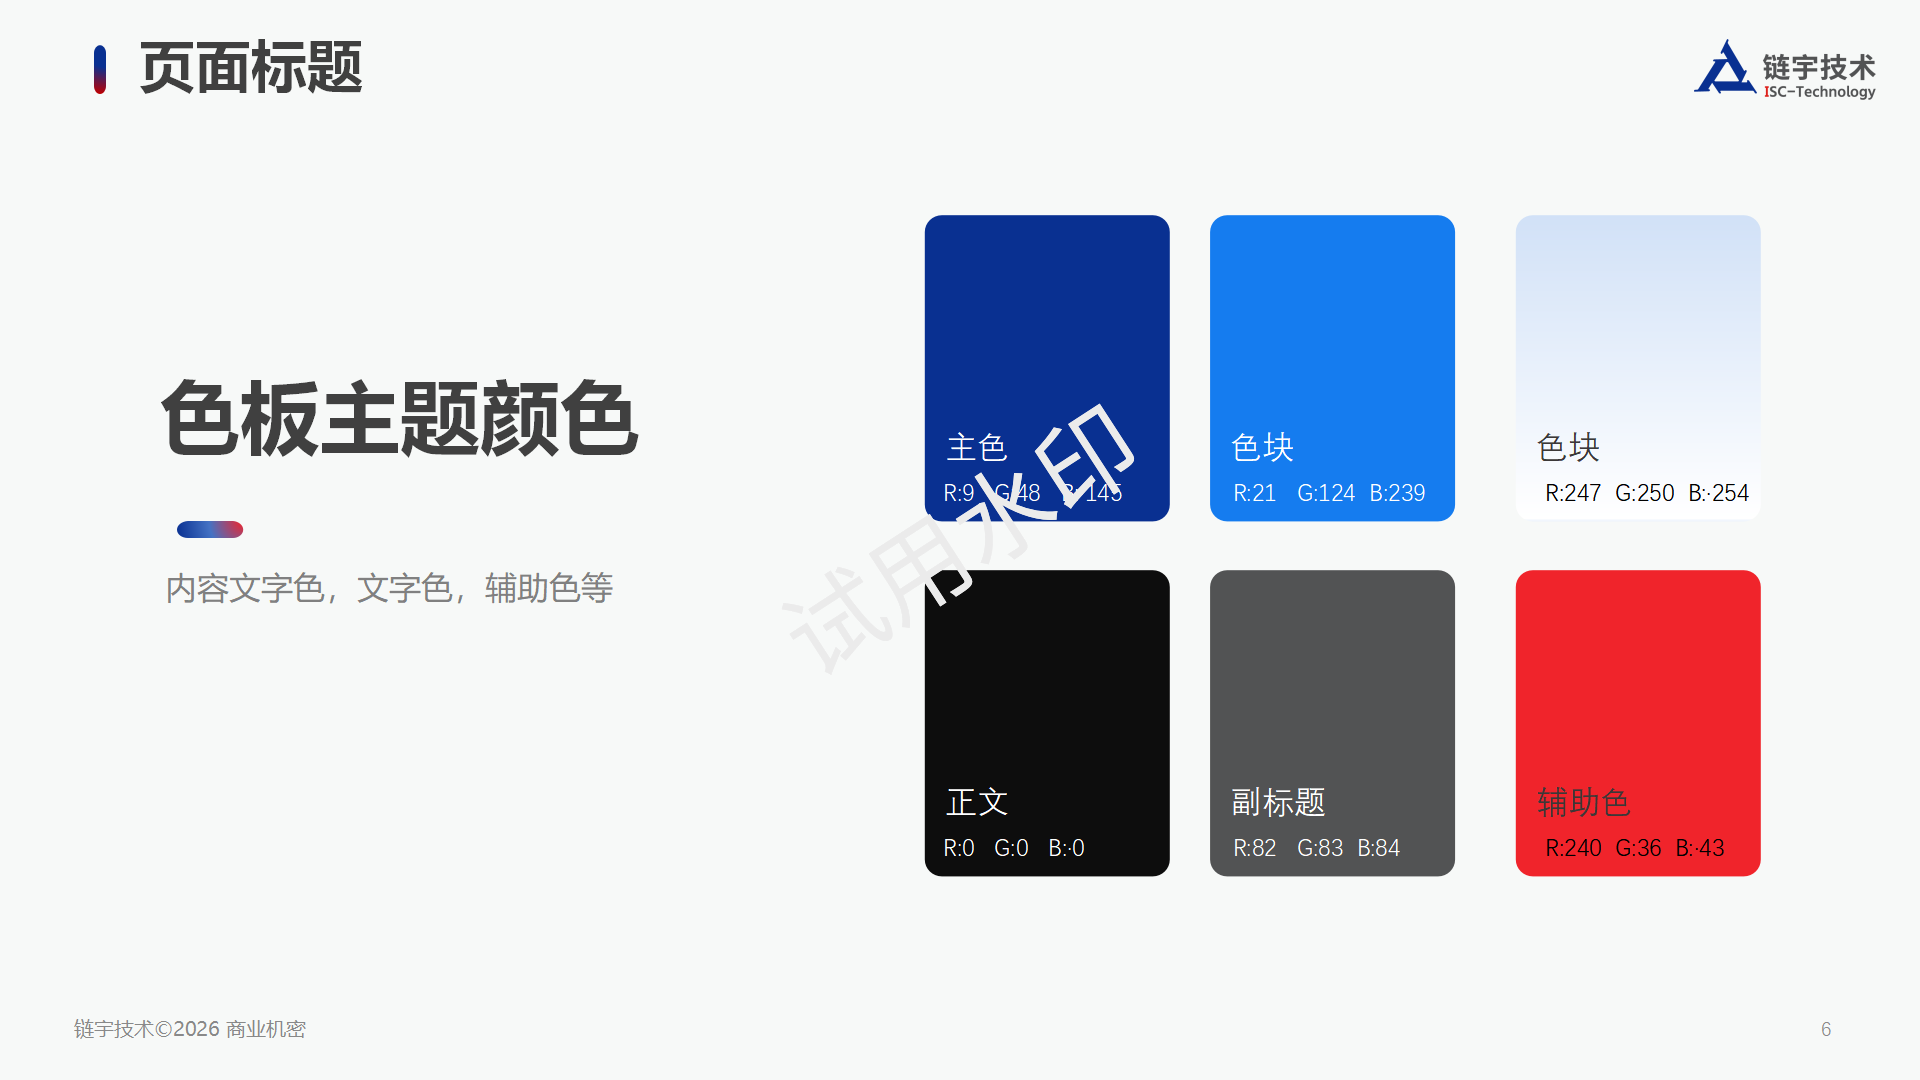 页面标题
链宇技术
ISC-Technology
色板主题颜色
内容文字色，文字色，辅助色等
主色
R:9 G:48 B:·145
色块
R:21 G:124 B:239
色块
R:247 G:250 B:·254
试用水印
正文
R:0 G:0 B:·0
副标题
R:82 G:83 B:84
辅助色
R:240 G:36 B:·43
链宇技术©2026 商业机密
6